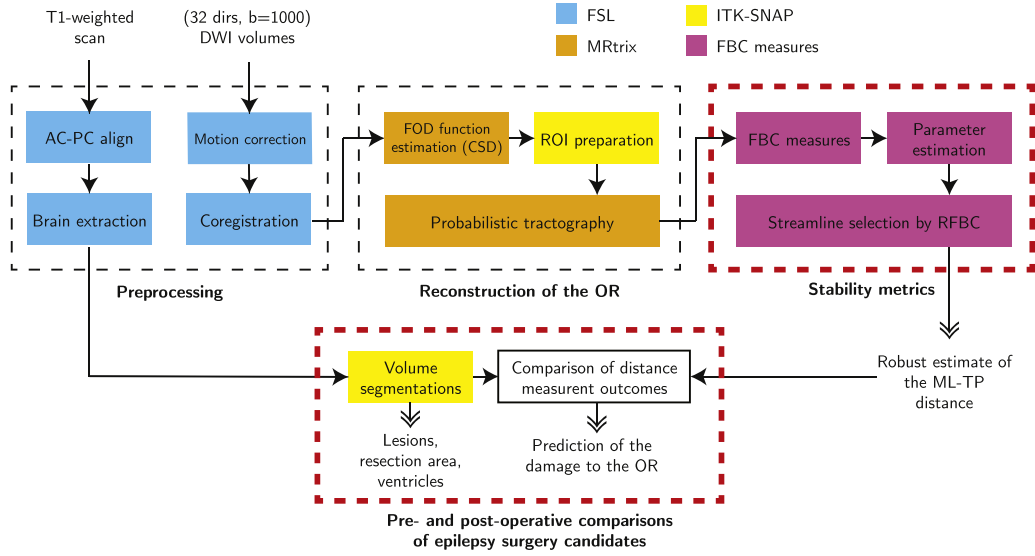 T1-weighted
scan
(32 dirs, b=1000)
DWI volumes
FSL
MRtrix
ITK-SNAP
FBC measures
AC-PC align
Brain extraction
Motion correction
Coregistration
Preprocessing
FOD function
estimation (CSD)
ROI preparation
Probabilistic tractography
Reconstruction of the OR
FBC measures
Parameter
estimation
Streamline selection by RFBC
Stability metrics
Robust estimate of
the ML-TP
distance
Volume
segmentations
Comparison of distance
measurent outcomes
Lesions,
resection area,
ventricles
Prediction of the
damage to the OR
Pre- and post-operative comparisons
of epilepsy surgery candidates